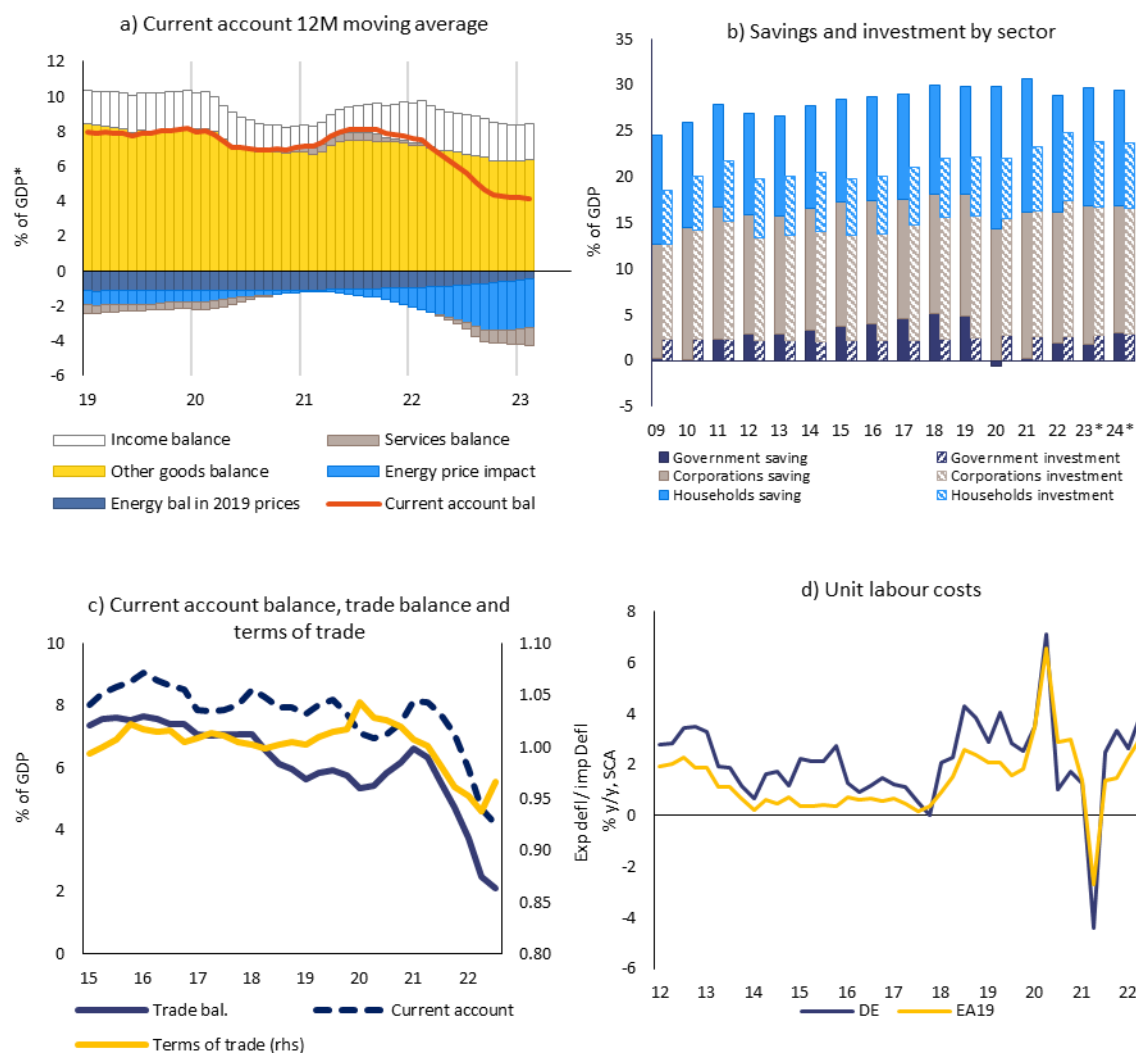 a) Current account 12M moving average
% of GDP*
12
10
8
6
4
2
0
-2
-4
-6
19 20 21 22 23
Income balance Services balance
Other goods balance Energy price impact
Energy bal in 2019 prices Current account bal
b) Savings and investment by sector
% of GDP
35
30
25
20
15
10
5
0
-5
09 10 11 12 13 14 15 16 17 18 19 20 21 22 23* 24*
Government saving Government investment
Corporations saving Corporations investment
Households saving Households investment
c) Current account balance, trade balance and
terms of trade
% of GDP
10
8
6
4
2
0
1.10
1.05
1.00
0.95
0.90
0.85
0.80
Exp defl/ imp Defl
15 16 17 18 19 20 21 22
Trade bal. Current account
Terms of trade (rhs)
d) Unit labour costs
% y/y, SCA
8
6
4
2
0
-2
-4
-6
12 13 14 15 16 17 18 19 20 21 22
DE EA19